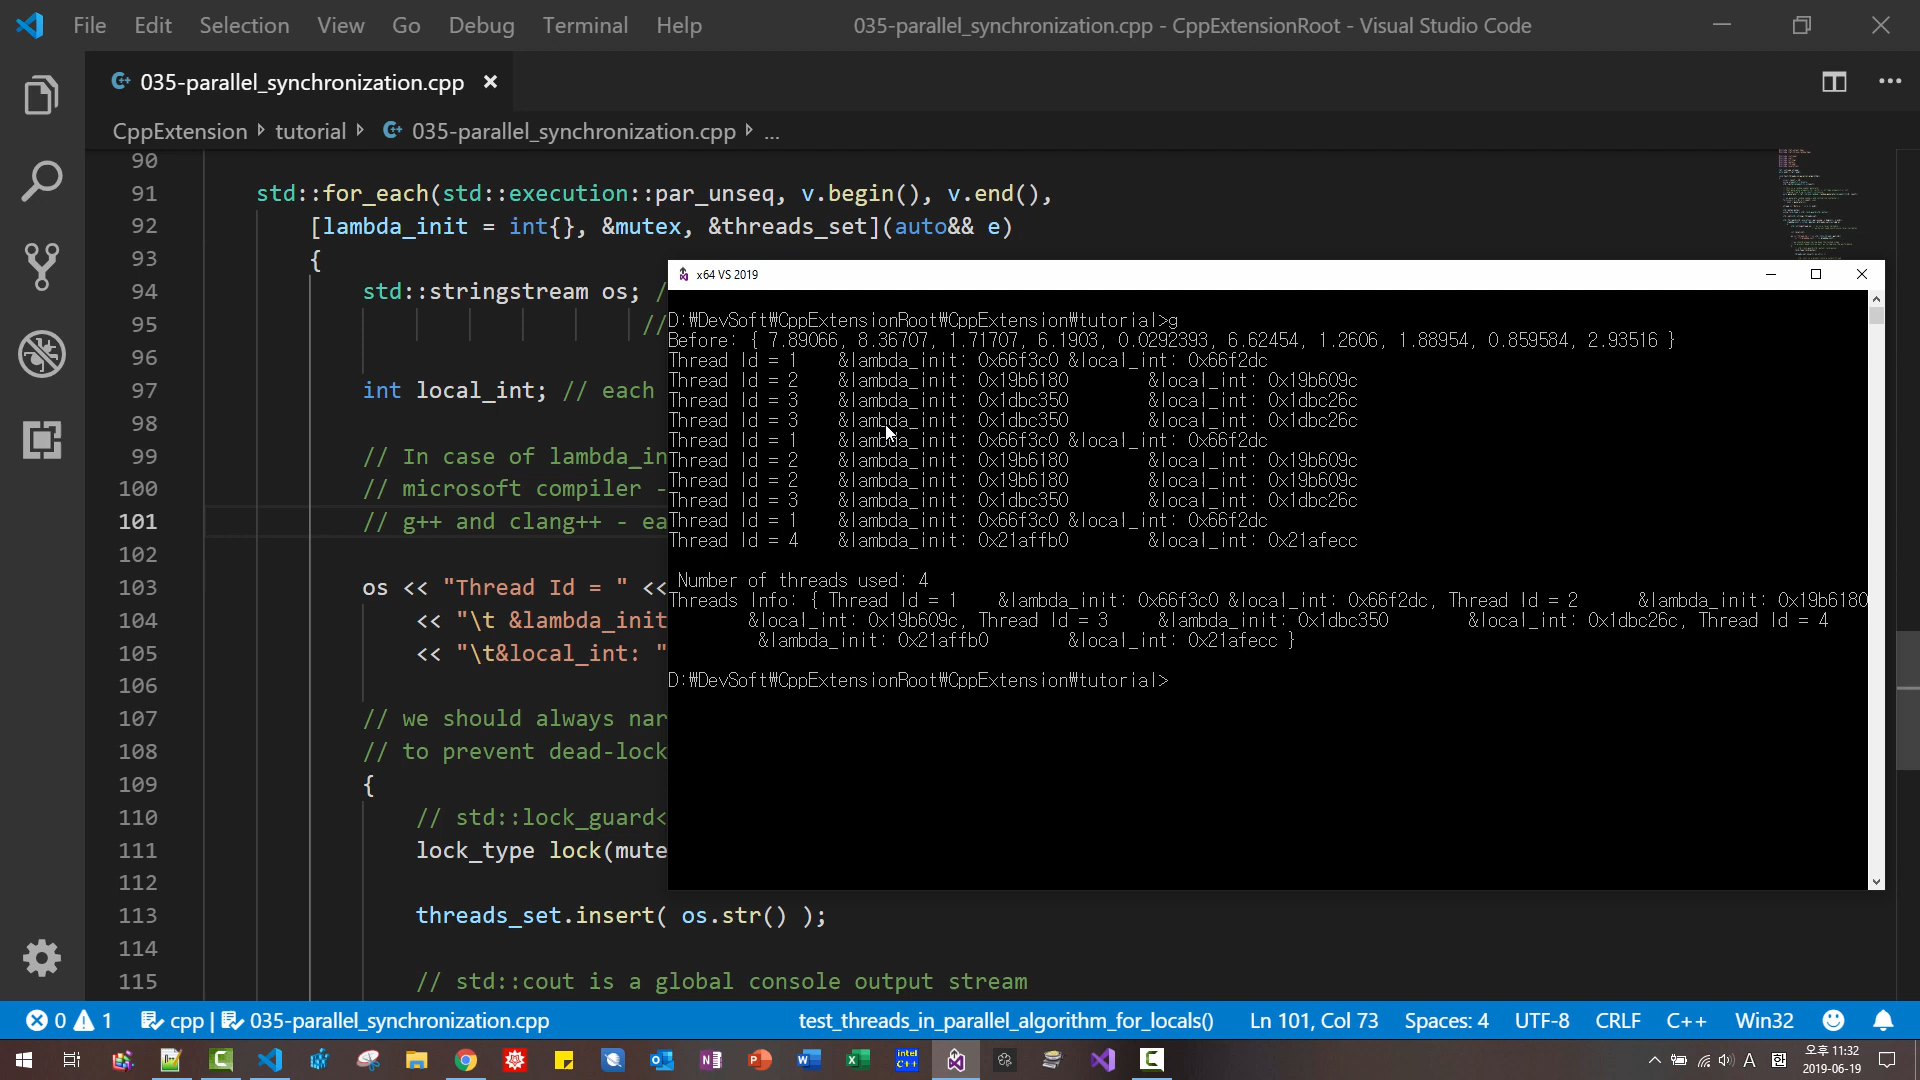 File Edit Selection View Go Debug Terminal Help 035-parallel_synchronization.cpp - CppExtensionRoot - Visual Studio Code
035-parallel_synchronization.cpp ×
CppExtension tutorial 035-parallel_synchronization.cpp ...
90
91 std::for_each(std::execution::par_unseq, v.begin(), v.end(),
92 [lambda_init = int{}, &mutex, &threads_set](auto&& e)
93 {
94 std::stringstream os; /
95 //
96
97 int local_int; // each
98
99 // In case of lambda_in
100 // microsoft compiler -
101 // g++ and clang++ - ea
102
103 os << "Thread Id = " <<
104 << "\t &lambda_init
105 << "\t&local_int: "
106
107 // we should always nar
108 // to prevent dead-lock
109 {
110 // std::lock_guard<
111 lock_type lock(mute
112
113 threads_set.insert( os.str() );
114
115 // std::cout is a global console output stream
x64 VS 2019
D:₩DevSoft₩CppExtensionRoot₩CppExtension₩tutorial>g
Before: { 7.89066, 8.36707, 1.71707, 6.1903, 0.0292393, 6.62454, 1.2606, 1.88954, 0.859584, 2.93516 }
Thread Id = 1 &lambda_init: 0x66f3c0 &local_int: 0x66f2dc
Thread Id = 2 &lambda_init: 0x19b6180 &local_int: 0x19b609c
Thread Id = 3 &lambda_init: 0x1dbc350 &local_int: 0x1dbc26c
Thread Id = 3 &lambda_init: 0x1dbc350 &local_int: 0x1dbc26c
Thread Id = 1 &lambda_init: 0x66f3c0 &local_int: 0x66f2dc
Thread Id = 2 &lambda_init: 0x19b6180 &local_int: 0x19b609c
Thread Id = 2 &lambda_init: 0x19b6180 &local_int: 0x19b609c
Thread Id = 3 &lambda_init: 0x1dbc350 &local_int: 0x1dbc26c
Thread Id = 1 &lambda_init: 0x66f3c0 &local_int: 0x66f2dc
Thread Id = 4 &lambda_init: 0x21affb0 &local_int: 0x21afecc
Number of threads used: 4
Threads Info: { Thread Id = 1 &lambda_init: 0x66f3c0 &local_int: 0x66f2dc, Thread Id = 2 &lambda_init: 0x19b6180
&local_int: 0x19b609c, Thread Id = 3 &lambda_init: 0x1dbc350 &local_int: 0x1dbc26c, Thread Id = 4
&lambda_init: 0x21affb0 &local_int: 0x21afecc }
D:₩DevSoft₩CppExtensionRoot₩CppExtension₩tutorial>
0 1 cpp | 035-parallel_synchronization.cpp test_threads_in_parallel_algorithm_for_locals() Ln 101, Col 73 Spaces: 4 UTF-8 CRLF C++ Win32
intel C++ A 오후 11:32
2019-06-19